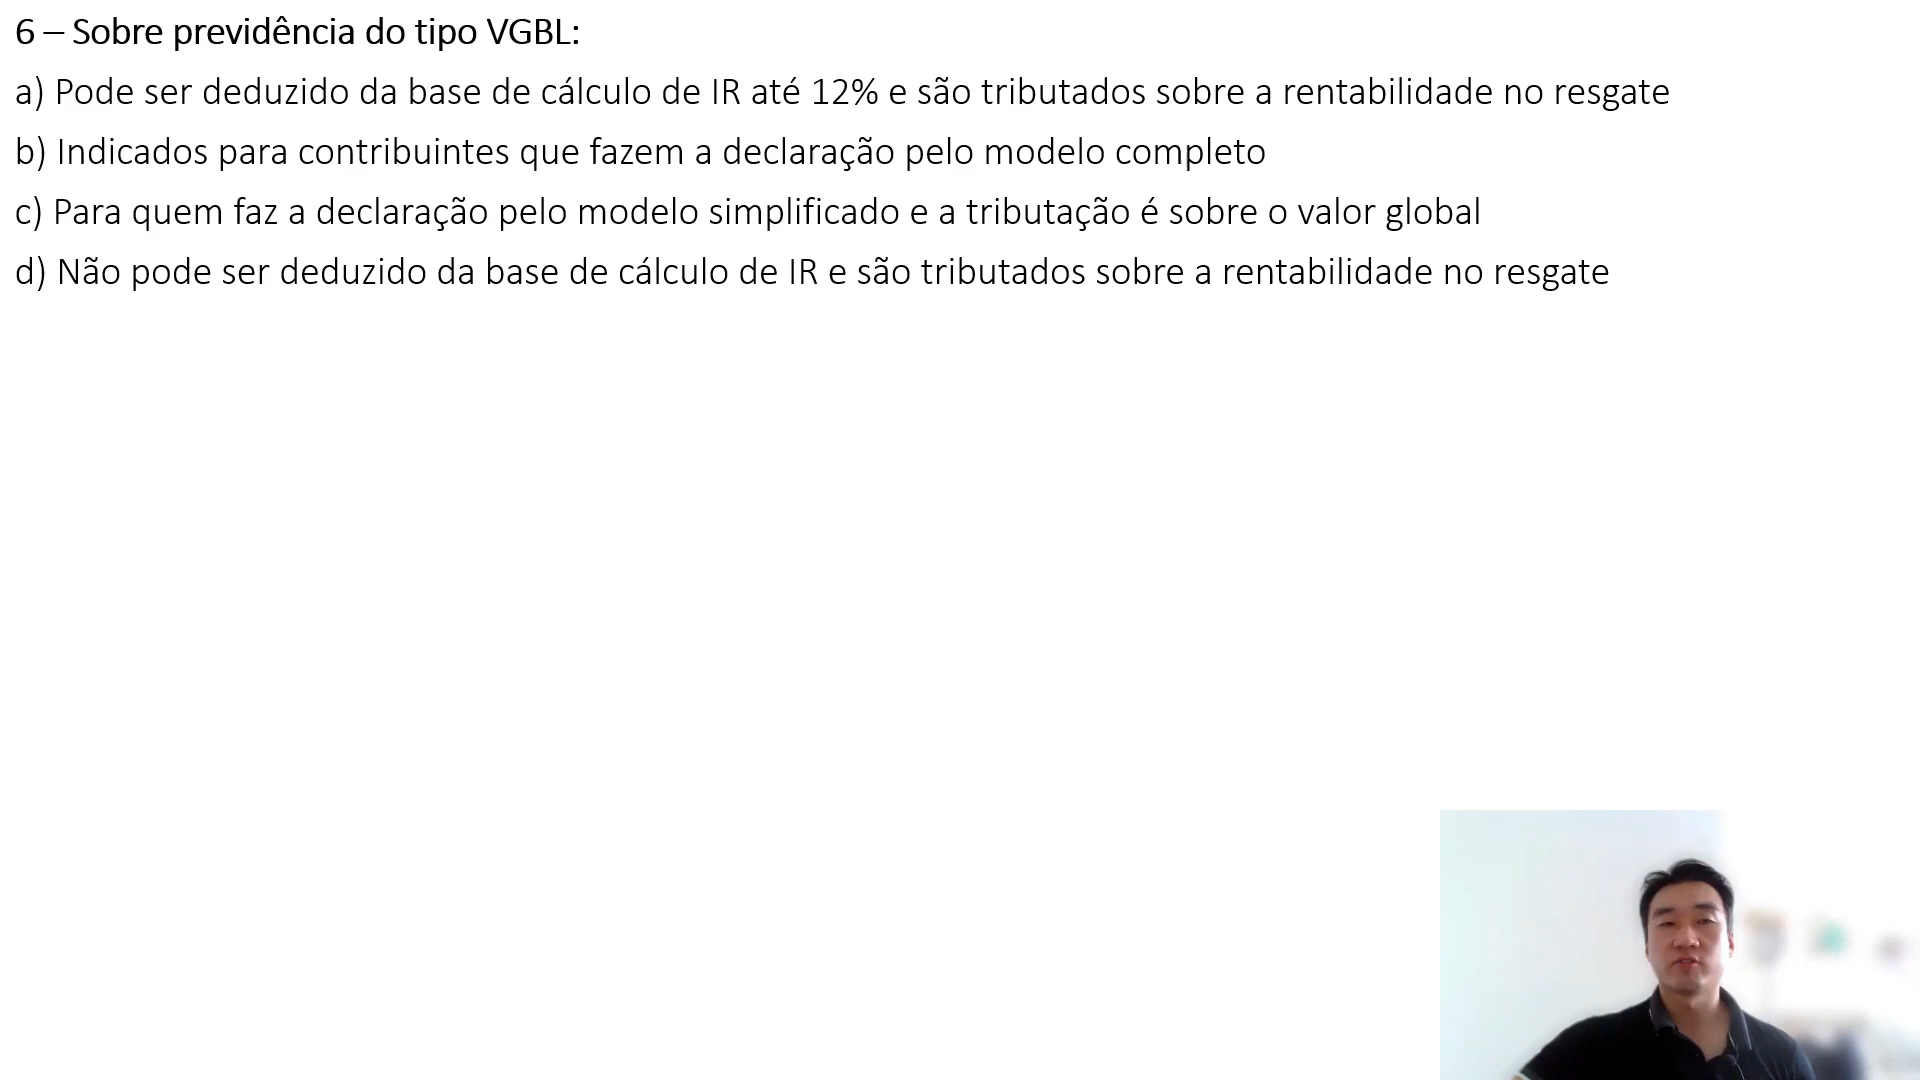 6 – Sobre previdência do tipo VGBL:
a) Pode ser deduzido da base de cálculo de IR até 12% e são tributados sobre a rentabilidade no resgate
b) Indicados para contribuintes que fazem a declaração pelo modelo completo
c) Para quem faz a declaração pelo modelo simplificado e a tributação é sobre o valor global
d) Não pode ser deduzido da base de cálculo de IR e são tributados sobre a rentabilidade no resgate